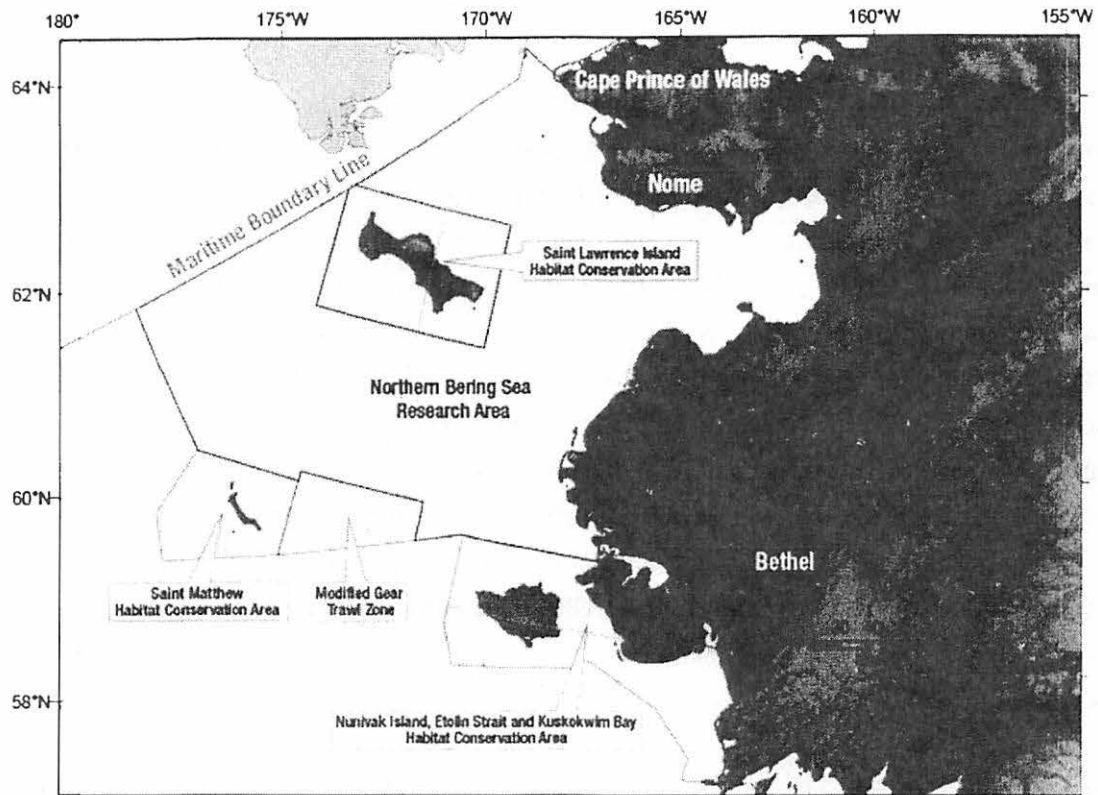 180° 175°W 170°W 165°W 160°W 155°W
64°N
Cape Prince of Wales
Nome
Maritime Boundary Line
Saint Lawrence Island
Habitat Conservation Area
62°N
Northern Bering Sea
Research Area
60°N
Saint Matthew
Habitat Conservation Area
Modified Gear
Trawl Zone
Bethel
58°N
Nunivak Island, Etolin Strait and Kuskokwim Bay
Habitat Conservation Area